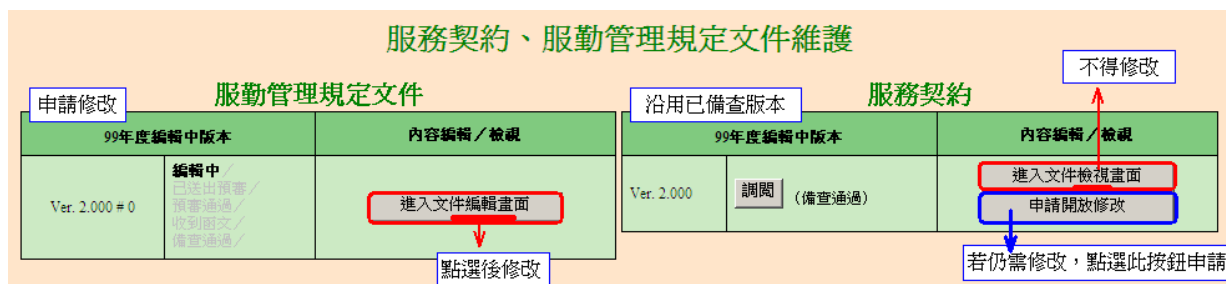 服務契約、服勤管理規定文件維護
不得修改
申請修改
服勤管理規定文件
沿用已備查版本
服務契約
99年度編輯中版本
內容編輯／檢視
99年度編輯中版本
內容編輯／檢視
Ver. 2.000 # 0
編輯中／
已送出預審／
預審通過／
收到函文／
備查通過／
進入文件編輯畫面
Ver. 2.000
調閱
(備查通過)
進入文件檢視畫面
申請開放修改
點選後修改
若仍需修改，點選此按鈕申請